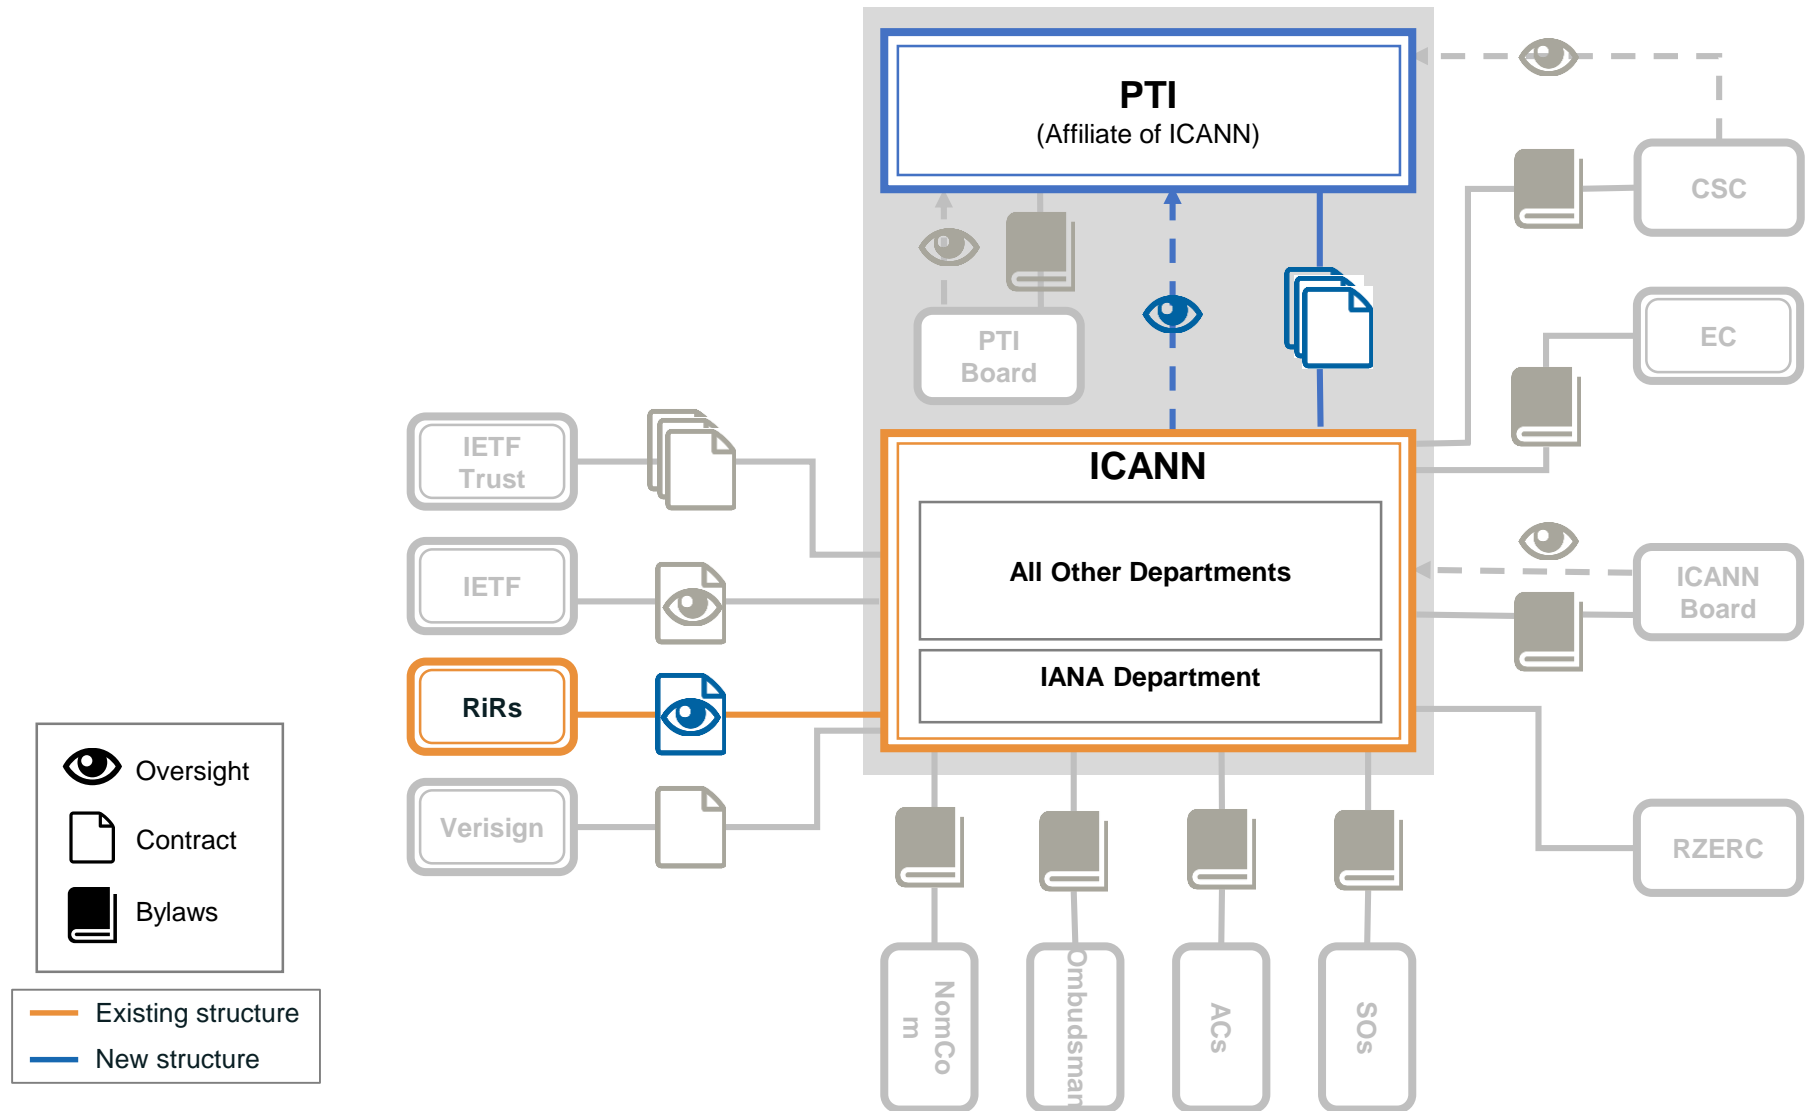 PTI
(Affiliate of ICANN)
CSC
EC
PTI
Board
IETF
Trust
ICANN
All Other Departments
IETF
ICANN
Board
IANA Department
RiRs
Verisign
RZERC
Oversight
Contract
Bylaws
Existing structure
New structure
NomCo
m
Ombudsman
ACs
SOs